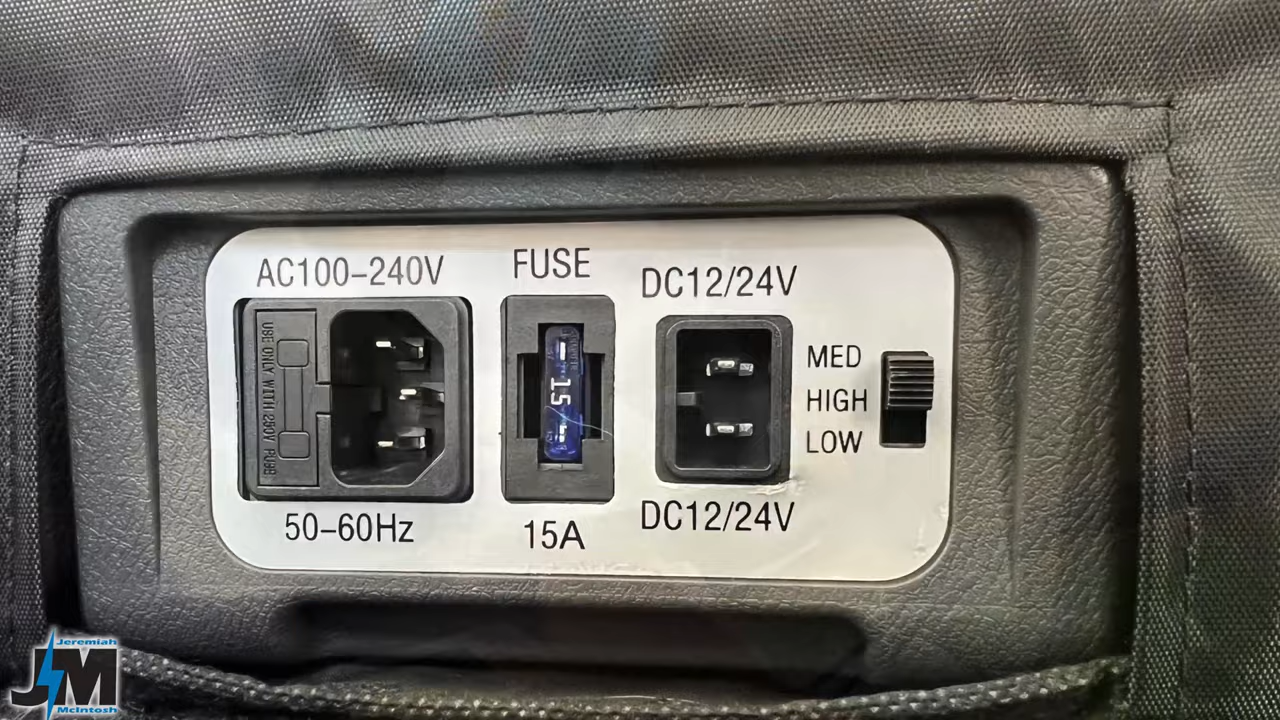 AC100-240V
FUSE
DC12/24V
USE ONLY WITH 250V FUSE
15
MED
HIGH
LOW
50-60Hz
15A
DC12/24V
Jeremiah
JM
McIntosh